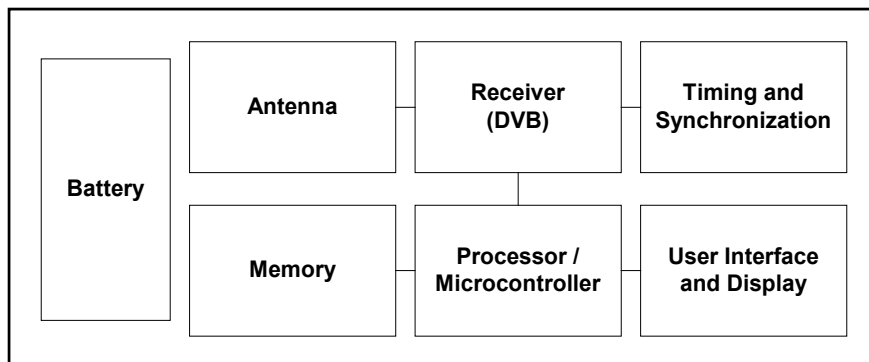 Battery
Antenna
Receiver
(DVB)
Timing and
Synchronization
Memory
Processor /
Microcontroller
User Interface
and Display